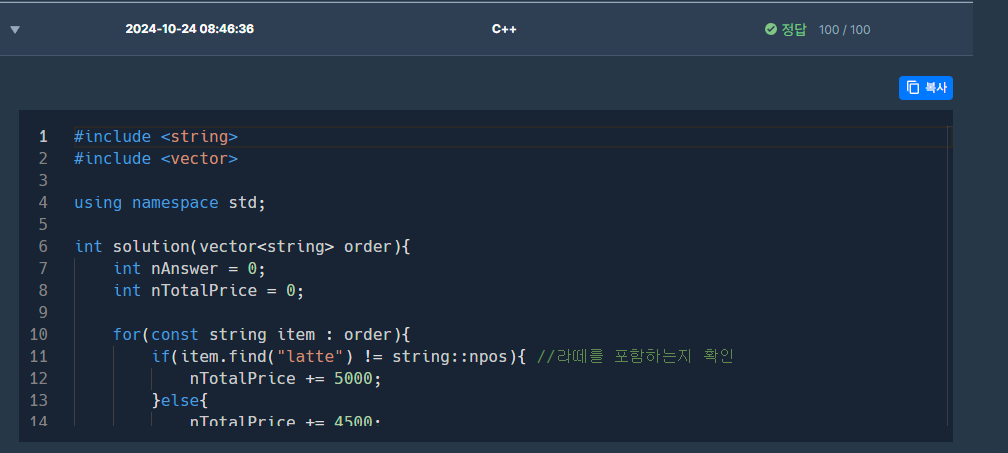 2024-10-24 08:46:36 C++ 정답 100 / 100
복사
1 #include <string>
2 #include <vector>
3
4 using namespace std;
5
6 int solution(vector<string> order){
7 int nAnswer = 0;
8 int nTotalPrice = 0;
9
10 for(const string item : order){
11 if(item.find("latte") != string::npos){ //라떼를 포함하는지 확인
12 nTotalPrice += 5000;
13 }else{
14 nTotalPrice += 4500;